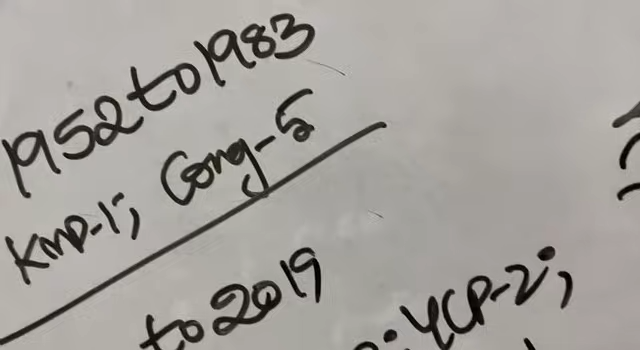 1952 to 1983
KMP-1; Cong-5
to 2019
YCP-2;